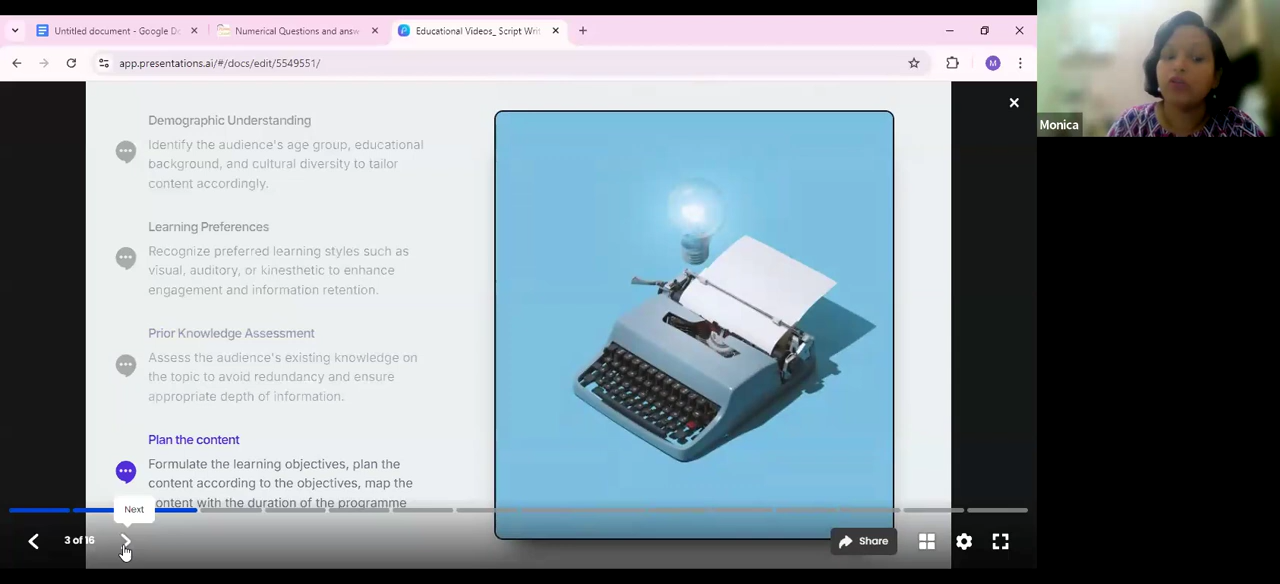 Untitled document - Google Do
Numerical Questions and answ
Educational Videos_ Script Writ
app.presentations.ai/#/docs/edit/5549551/
M
Monica
Demographic Understanding
Identify the audience's age group, educational
background, and cultural diversity to tailor
content accordingly.
Learning Preferences
Recognize preferred learning styles such as
visual, auditory, or kinesthetic to enhance
engagement and information retention.
Prior Knowledge Assessment
Assess the audience's existing knowledge on
the topic to avoid redundancy and ensure
appropriate depth of information.
Plan the content
Formulate the learning objectives, plan the
content according to the objectives, map the
content with the duration of the programme
Next
3 of 16
Share